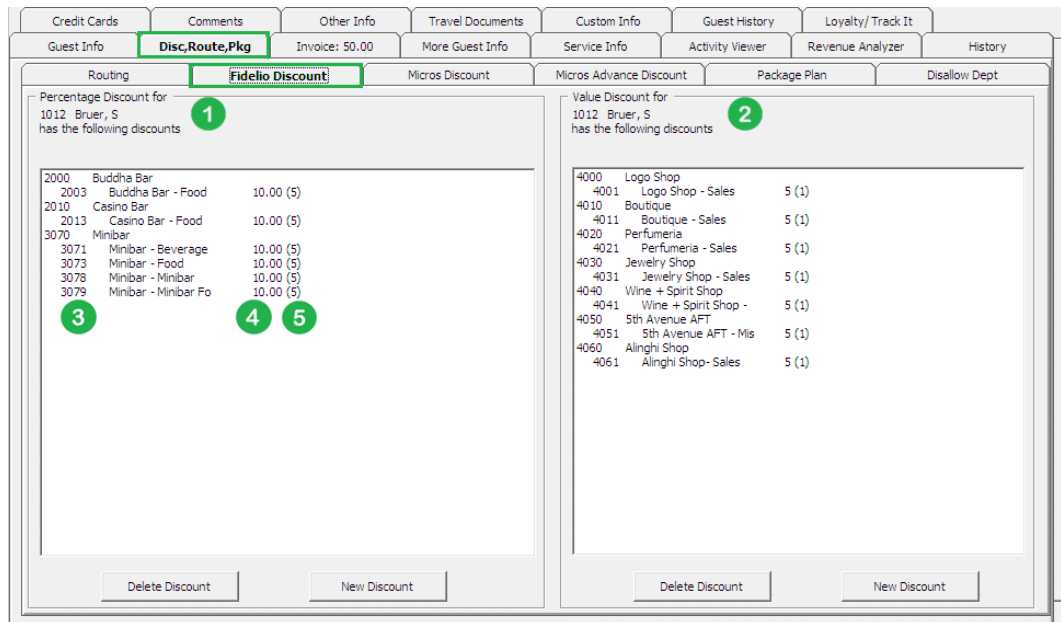 Credit Cards Comments Other Info Travel Documents Custom Info Guest History Loyalty/ Track It
Guest Info Disc,Route,Pkg Invoice: 50.00 More Guest Info Service Info Activity Viewer Revenue Analyzer History
Routing Fidelio Discount Micros Discount Micros Advance Discount Package Plan Disallow Dept
Percentage Discount for
1012 Bruer, S
has the following discounts
1
2000 Buddha Bar
2003 Buddha Bar - Food 10.00 (5)
2010 Casino Bar
2013 Casino Bar - Food 10.00 (5)
3070 Minibar
3071 Minibar - Beverage 10.00 (5)
3073 Minibar - Food 10.00 (5)
3078 Minibar - Minibar 10.00 (5)
3079 Minibar - Minibar Fo 10.00 (5)
3 4 5
Delete Discount New Discount
Value Discount for
1012 Bruer, S
has the following discounts
2
4000 Logo Shop
4001 Logo Shop - Sales 5 (1)
4010 Boutique
4011 Boutique - Sales 5 (1)
4020 Perfumeria
4021 Perfumeria - Sales 5 (1)
4030 Jewelry Shop
4031 Jewelry Shop - Sales 5 (1)
4040 Wine + Spirit Shop
4041 Wine + Spirit Shop - 5 (1)
4050 5th Avenue AFT
4051 5th Avenue AFT - Mis 5 (1)
4060 Alinghi Shop
4061 Alinghi Shop- Sales 5 (1)
Delete Discount New Discount